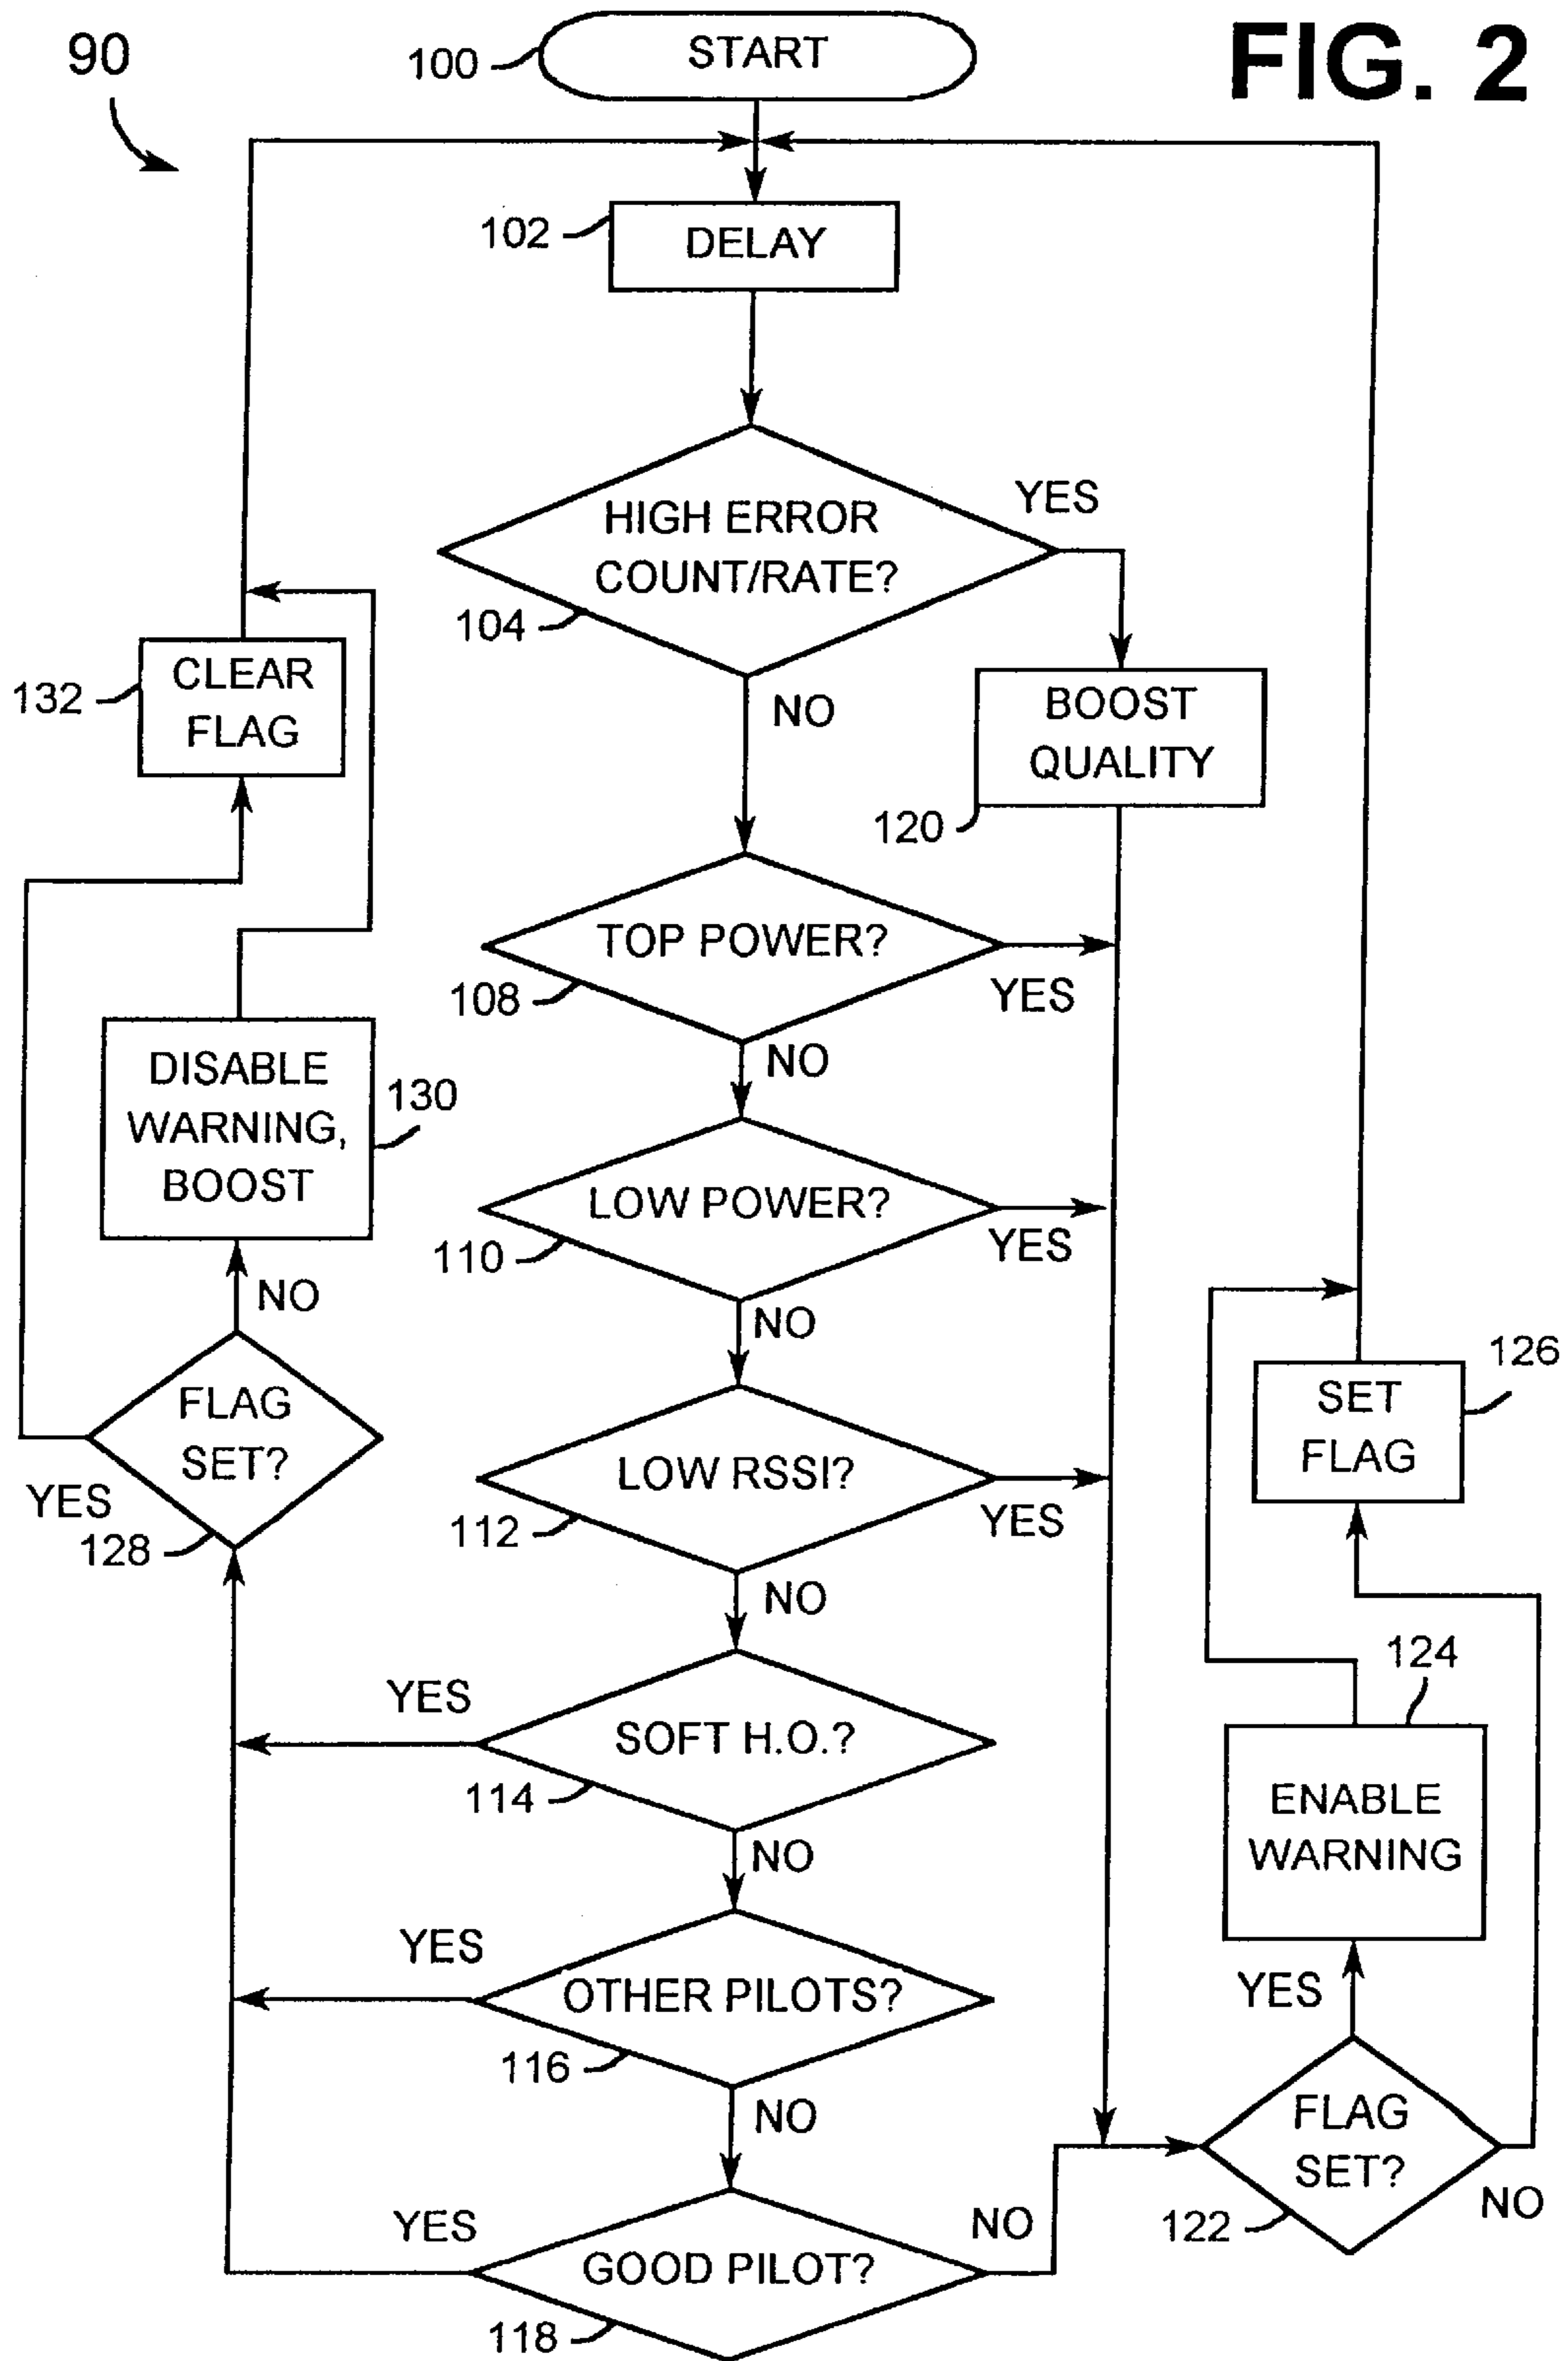 FIG. 2
90
100
START
102
DELAY
HIGH ERROR
COUNT/RATE?
YES
104
NO
132
CLEAR
FLAG
BOOST
QUALITY
120
TOP POWER?
108
YES
NO
DISABLE
WARNING,
BOOST
130
LOW POWER?
110
YES
NO
NO
FLAG
SET?
YES
128
LOW RSSI?
112
YES
NO
126
SET
FLAG
YES
SOFT H.O.?
114
NO
124
ENABLE
WARNING
YES
OTHER PILOTS?
116
NO
YES
FLAG
SET?
122
NO
YES
GOOD PILOT?
NO
118